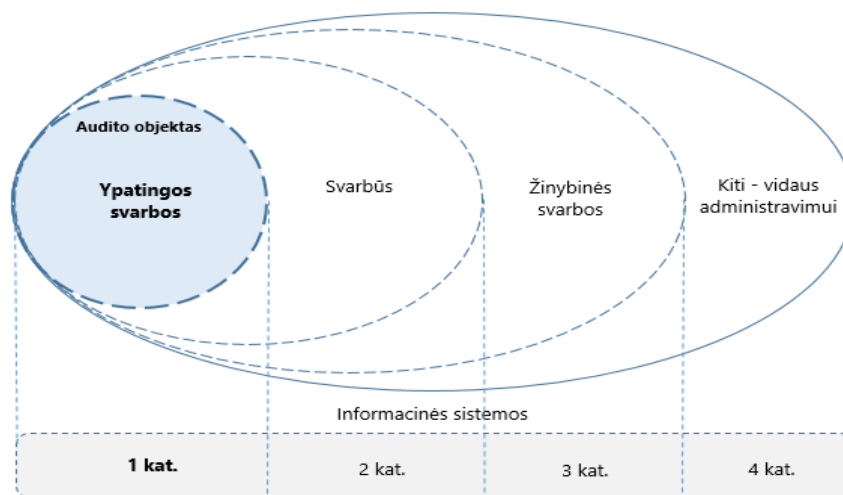 Audito objektas
Ypatingos
svarbos
Svarbūs
Žinybinės
svarbos
Kiti - vidaus
administravimui
Informacinės sistemos
1 kat.
2 kat.
3 kat.
4 kat.